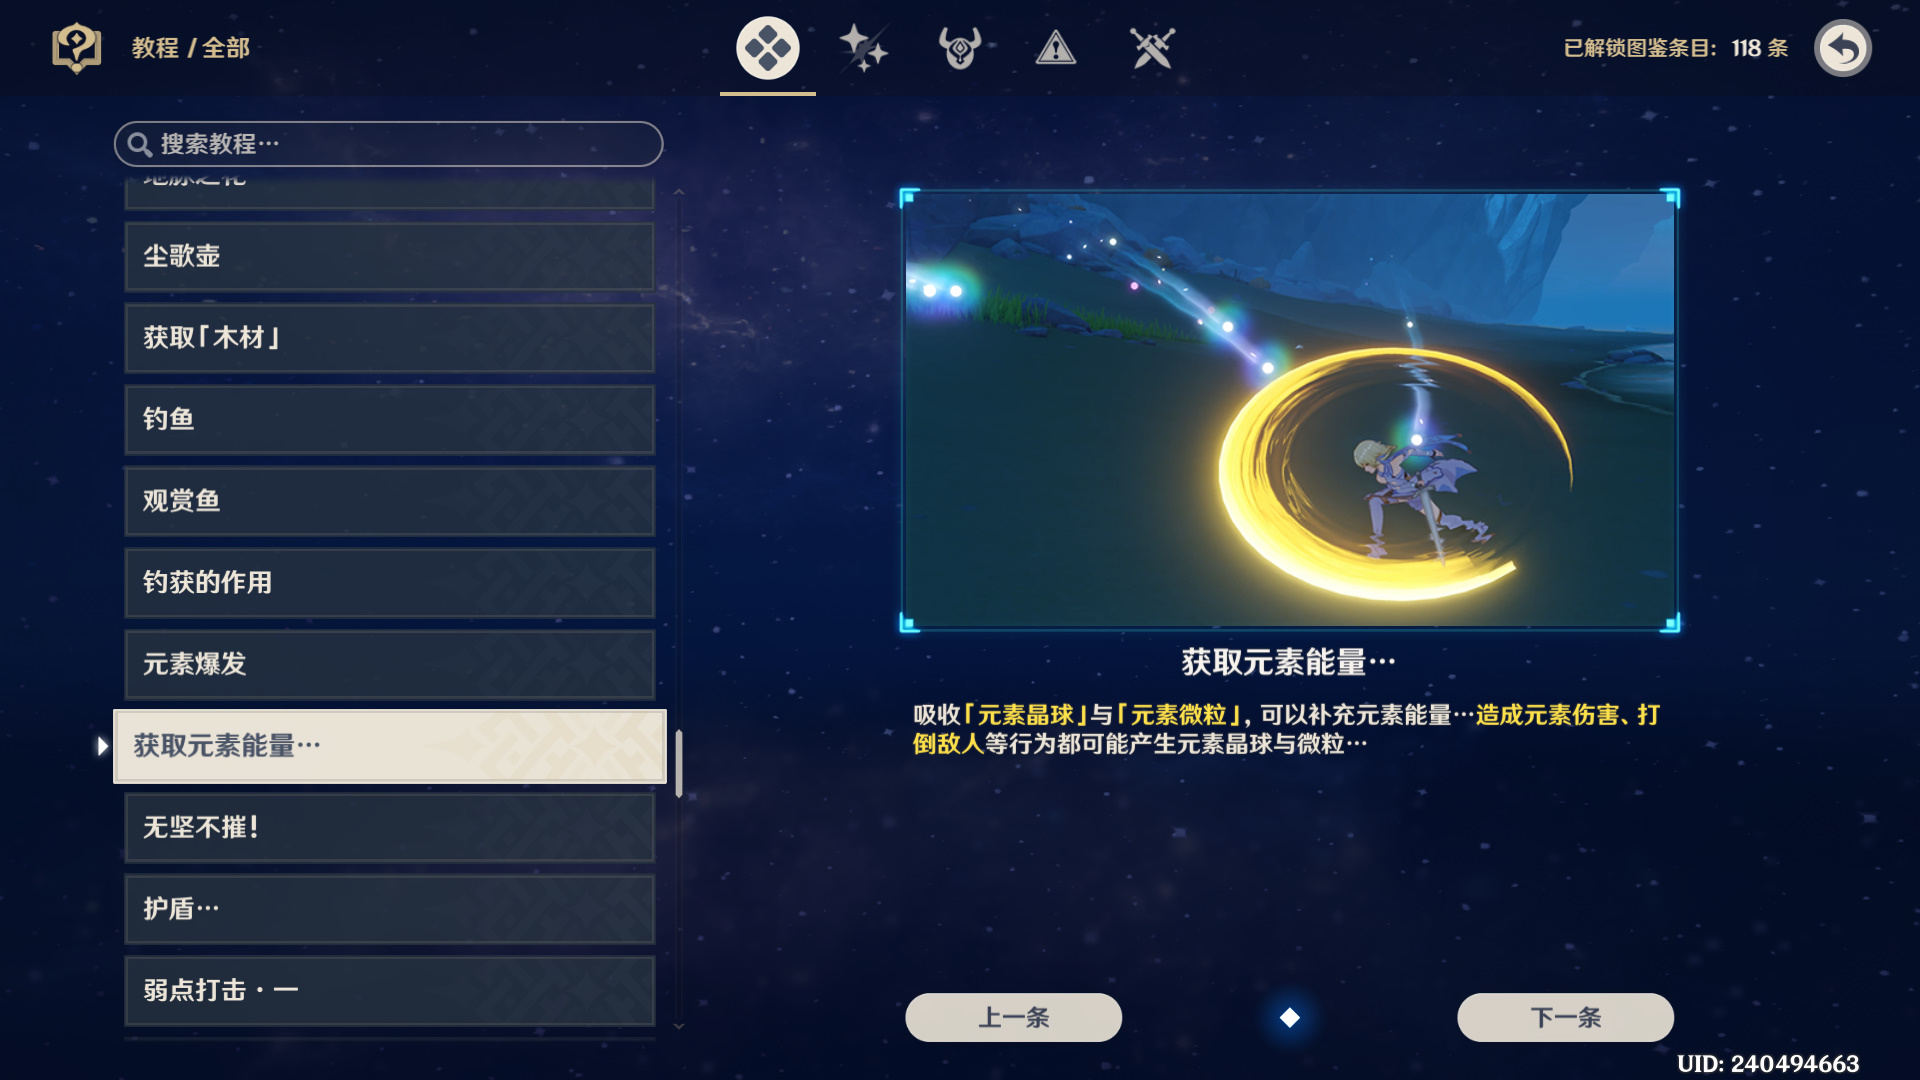 教程 / 全部
已解锁图鉴条目: 118 条
搜索教程…
地脉之花
尘歌壶
获取「木材」
钓鱼
观赏鱼
钓获的作用
元素爆发
获取元素能量…
无坚不摧!
护盾…
弱点打击·一
获取元素能量…
吸收「元素晶球」与「元素微粒」, 可以补充元素能量…造成元素伤害、打
倒敌人等行为都可能产生元素晶球与微粒…
上一条
下一条
UID: 240494663